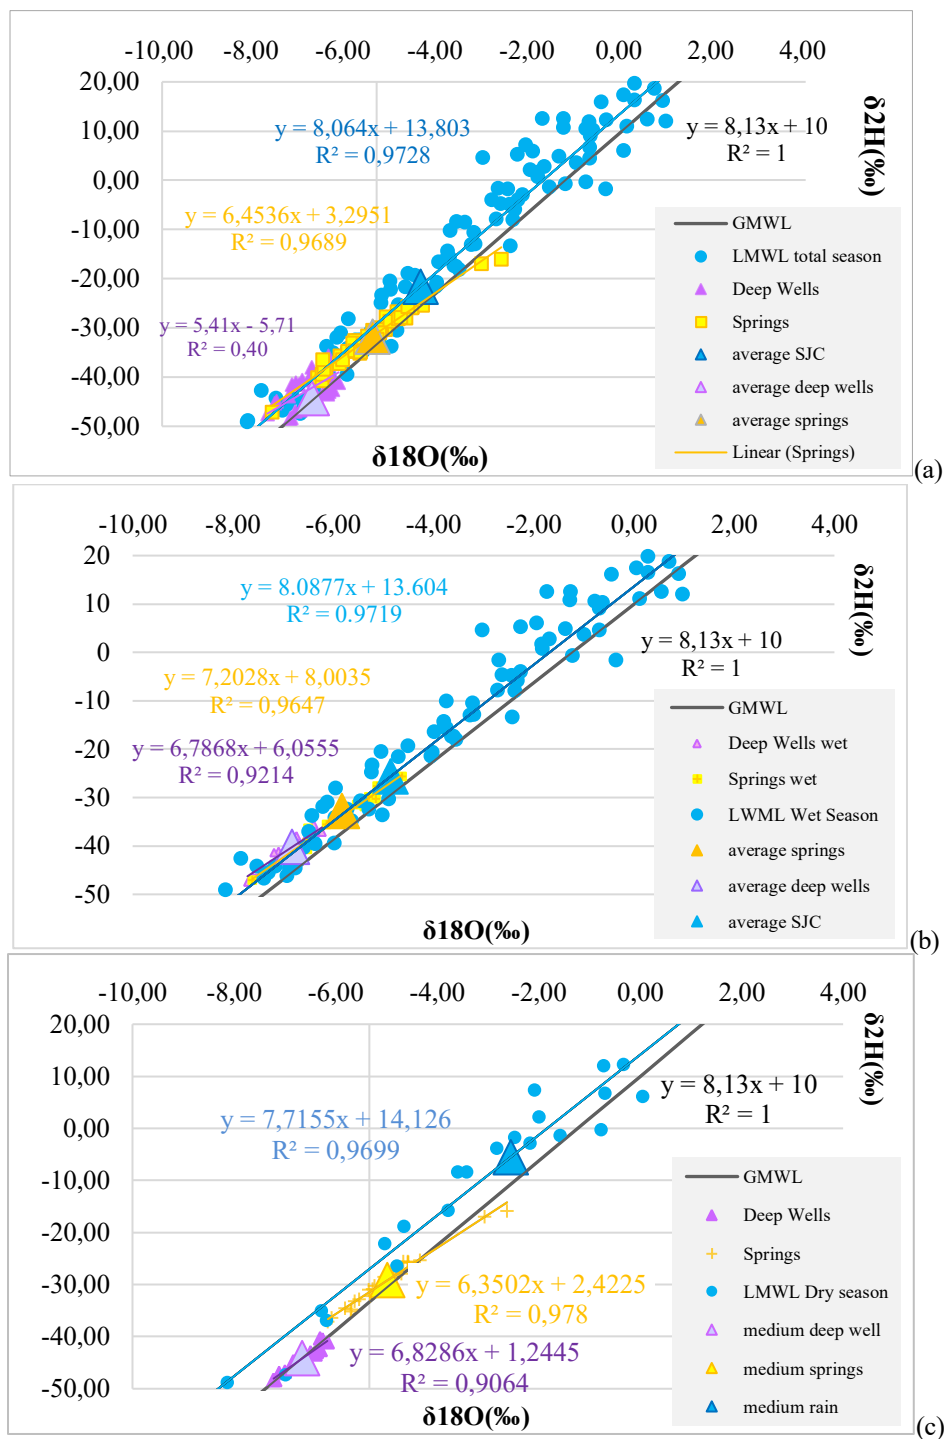 -10,00 -8,00 -6,00 -4,00 -2,00 0,00 2,00 4,00
20,00
10,00
0,00
-10,00
-20,00
-30,00
-40,00
-50,00
y = 8,064x + 13,803
R² = 0,9728
y = 8,13x + 10
R² = 1
δ2H(‰)
y = 6,4536x + 3,2951
R² = 0,9689
y = 5,41x - 5,71
R² = 0,40
GMWL
LMWL total season
Deep Wells
Springs
average SJC
average deep wells
average springs
Linear (Springs)
δ18O(‰)
(a)
-10,00 -8,00 -6,00 -4,00 -2,00 0,00 2,00 4,00
20
10
0
-10
-20
-30
-40
-50
y = 8.0877x + 13.604
R² = 0.9719
δ2H(‰)
y = 8,13x + 10
R² = 1
y = 7,2028x + 8,0035
R² = 0,9647
y = 6,7868x + 6,0555
R² = 0,9214
GMWL
Deep Wells wet
Springs wet
LWML Wet Season
average springs
average deep wells
average SJC
δ18O(‰)
(b)
-10,00 -8,00 -6,00 -4,00 -2,00 0,00 2,00 4,00
20,00
10,00
0,00
-10,00
-20,00
-30,00
-40,00
-50,00
δ2H(‰)
y = 8,13x + 10
R² = 1
y = 7,7155x + 14,126
R² = 0,9699
y = 6,3502x + 2,4225
R² = 0,978
y = 6,8286x + 1,2445
R² = 0,9064
GMWL
Deep Wells
Springs
LMWL Dry season
medium deep well
medium springs
medium rain
δ18O(‰)
(c)